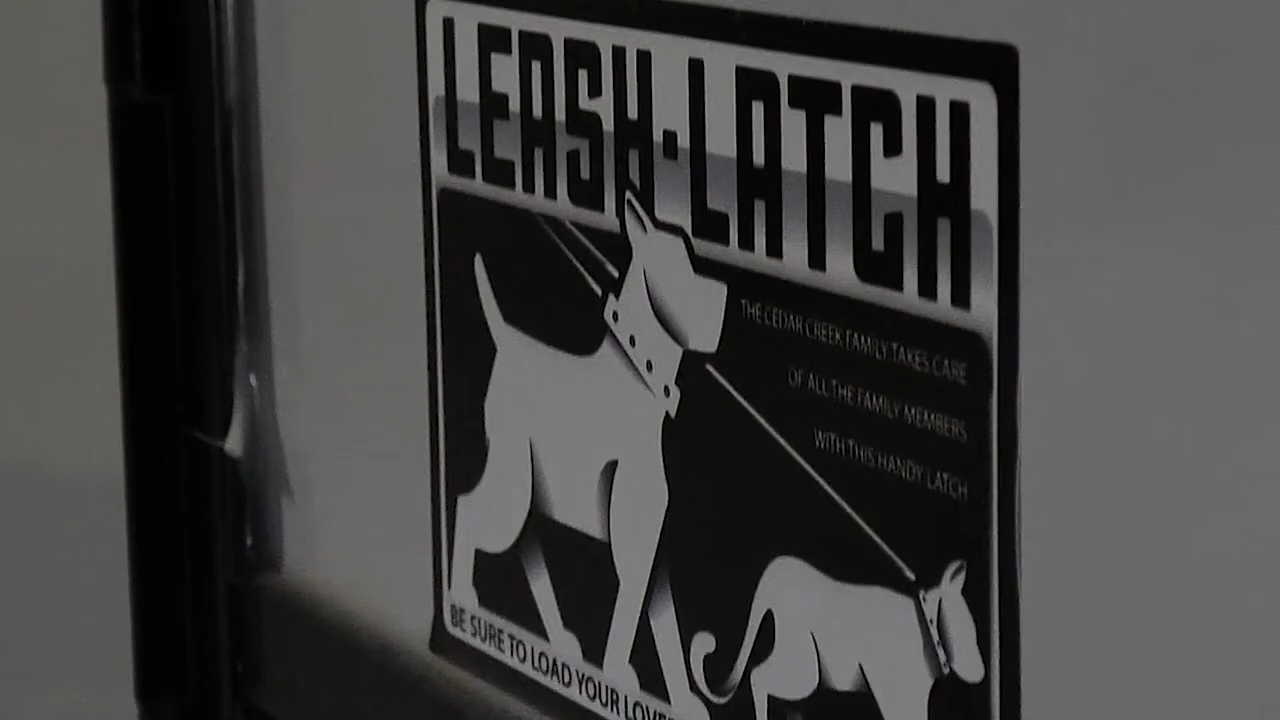 LEASH·LATCH
THE CEDAR CREEK FAMILY TAKES CARE
OF ALL THE FAMILY MEMBERS
WITH THIS HANDY LATCH
BE SURE TO LOAD YOUR